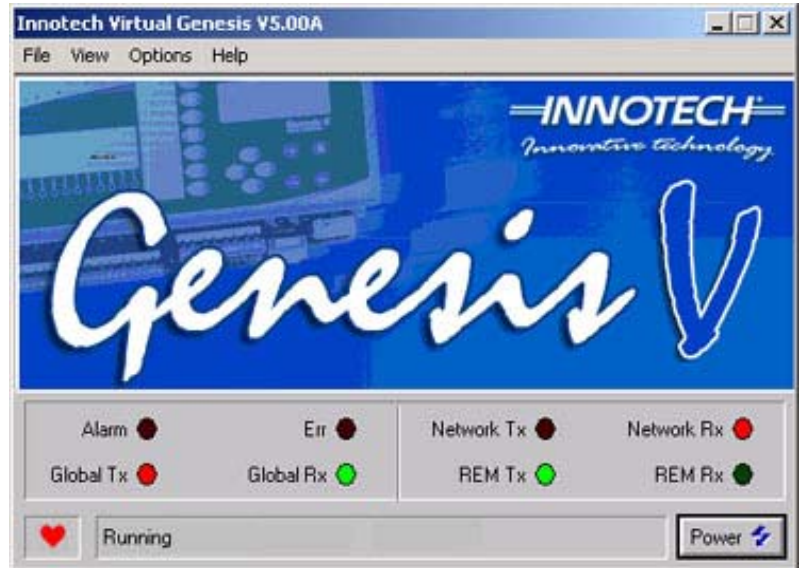 Innotech Virtual Genesis V5.00A
File View Options Help
INNOTECH
Innovative technology
Genesis V
Alarm Err Network Tx Network Rx
Global Tx Global Rx REM Tx REM Rx
Running Power